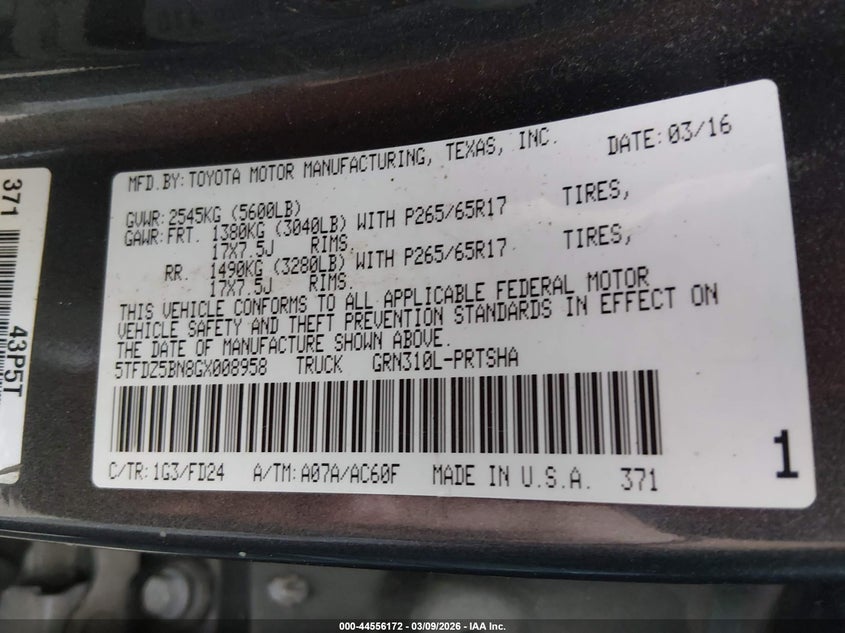 MFD.BY: TOYOTA MOTOR MANUFACTURING, TEXAS, INC. DATE: 03/16
GVWR: 2545KG (5600LB)
GAWR: FRT. 1380KG (3040LB) WITH P265/65R17 TIRES,
17X7.5J RIMS.
RR. 1490KG (3280LB) WITH P265/65R17 TIRES,
17X7.5J RIMS.
THIS VEHICLE CONFORMS TO ALL APPLICABLE FEDERAL MOTOR
VEHICLE SAFETY AND THEFT PREVENTION STANDARDS IN EFFECT ON
THE DATE OF MANUFACTURE SHOWN ABOVE.
5TFDZ5BN8GX008958 TRUCK GRN310L-PRTSHA
C/TR: 1G3/FD24 A/TM: A07A/AC60F MADE IN U.S.A. 371
1
371
43P5T
000-44556172 - 03/09/2026 - IAA Inc.